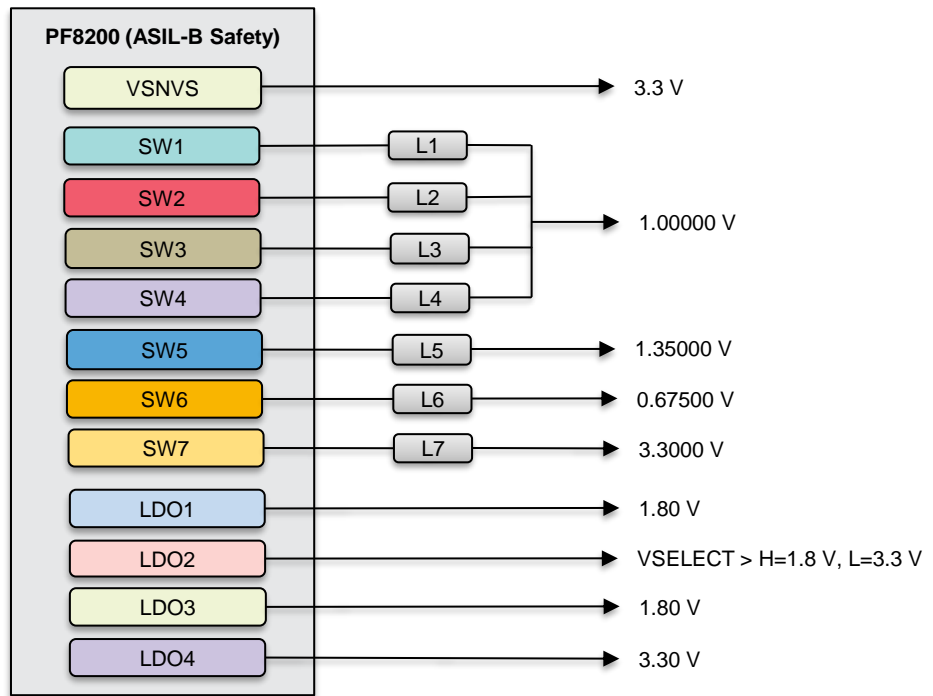 PF8200 (ASIL-B Safety)
VSNVS
3.3 V
SW1
L1
SW2
L2
1.00000 V
SW3
L3
SW4
L4
SW5
L5
1.35000 V
SW6
L6
0.67500 V
SW7
L7
3.3000 V
LDO1
1.80 V
LDO2
VSELECT > H=1.8 V, L=3.3 V
LDO3
1.80 V
LDO4
3.30 V